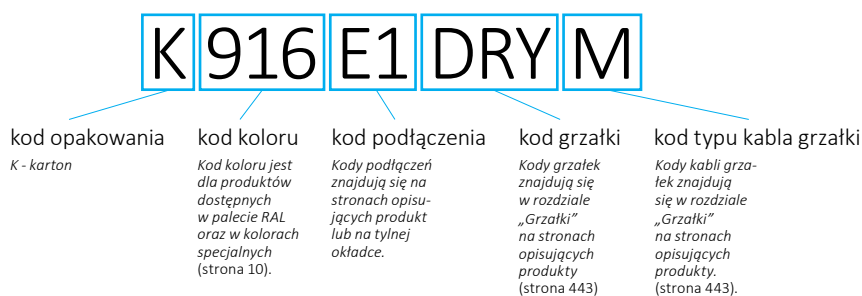 K 916 E1 DRY M
kod opakowania
K - karton
kod koloru
Kod koloru jest
dla produktów
dostępnych
w palecie RAL
oraz w kolorach
specjalnych
(strona 10).
kod podłączenia
Kody podłączeń
znajdują się na
stronach opisu-
jących produkt
lub na tylnej
okładce.
kod grzałki
Kody grzałek
znajdują się
w rozdziale
„Grzałki”
na stronach
opisujących
produkty
(strona 443)
kod typu kabla grzałki
Kody kabli grza-
łek znajdują
się w rozdziale
„Grzałki”
na stronach
opisujących
produkty.
(strona 443).